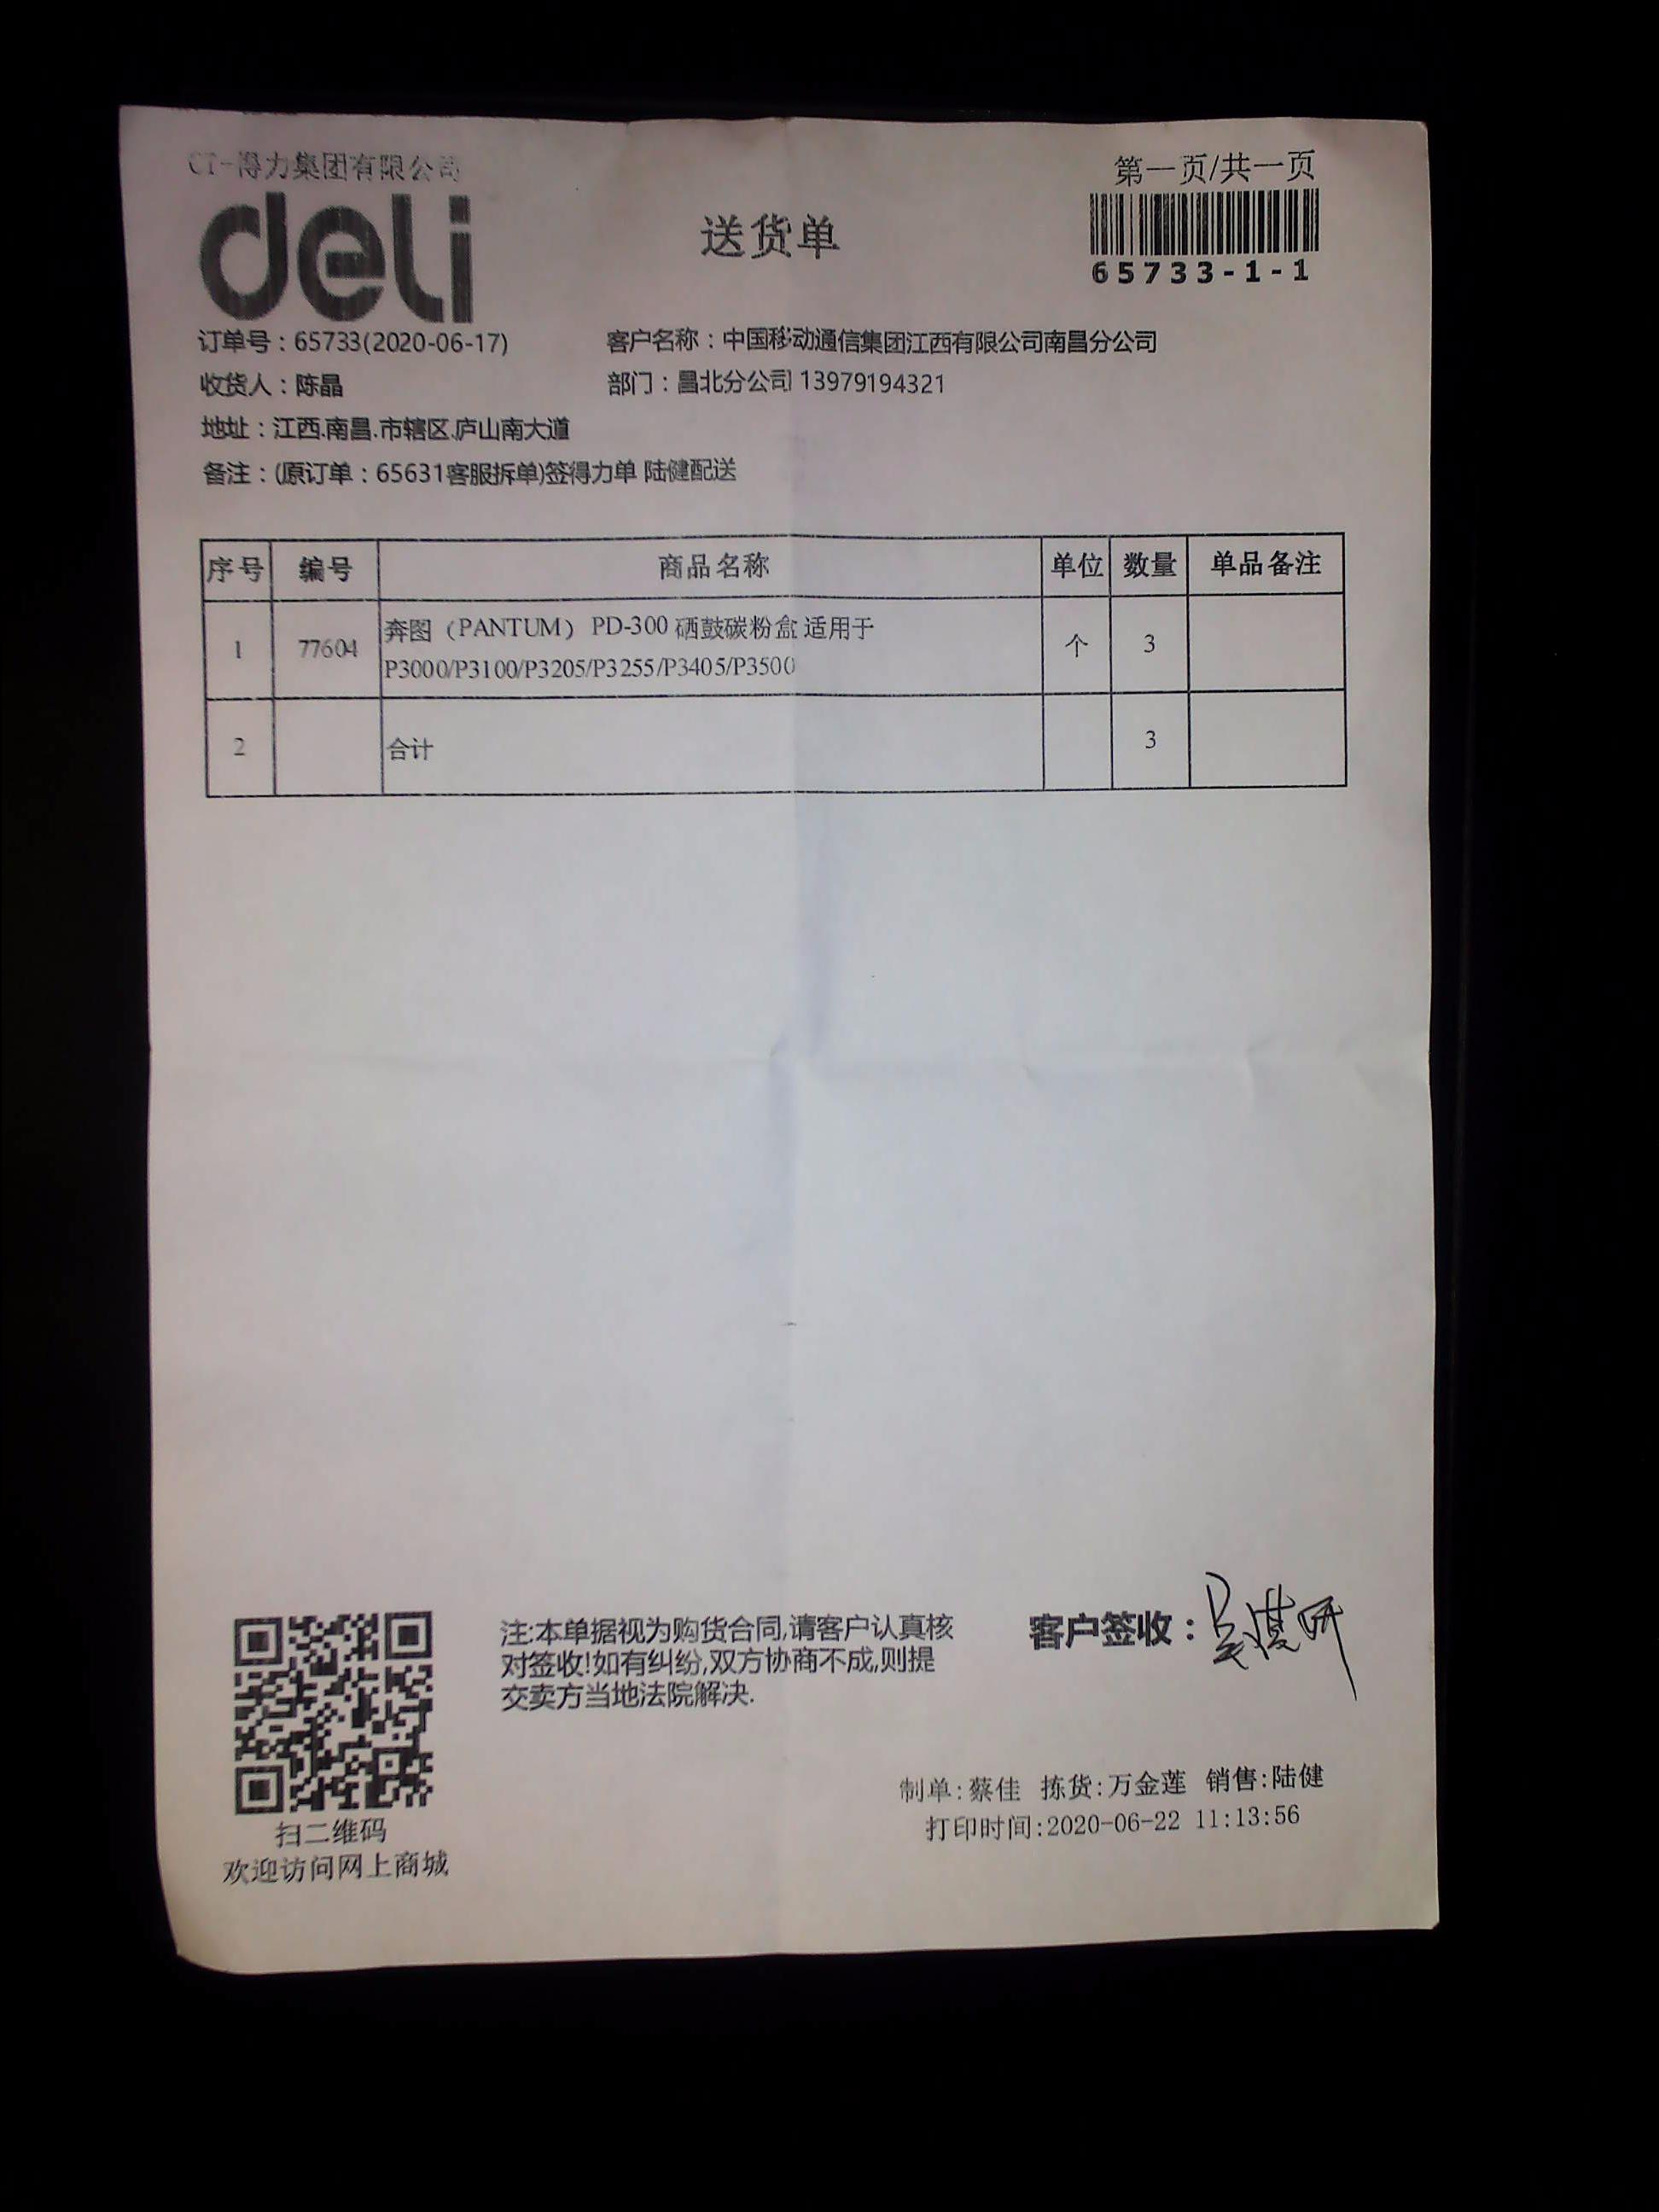 CT-得力集团有限公司
第一页/共一页
deli
送货单
65733-1-1
订单号：65733(2020-06-17)
客户名称：中国移动通信集团江西有限公司南昌分公司
收货人：陈晶
部门：昌北分公司 13979194321
地址：江西.南昌.市辖区.庐山南大道
备注：(原订单：65631客服拆单)签得力单 陆健配送
序号 编号 商品名称 单位 数量 单品备注
1 77604 奔图（PANTUM） PD-300 硒鼓碳粉盒 适用于 个 3
P3000/P3100/P3205/P3255/P3405/P3500
2 合计 3
注:本单据视为购货合同,请客户认真核
对签收!如有纠纷,双方协商不成,则提
交卖方当地法院解决.
客户签收：
制单:蔡佳 拣货:万金莲 销售:陆健
打印时间:2020-06-22 11:13:56
扫二维码
欢迎访问网上商城